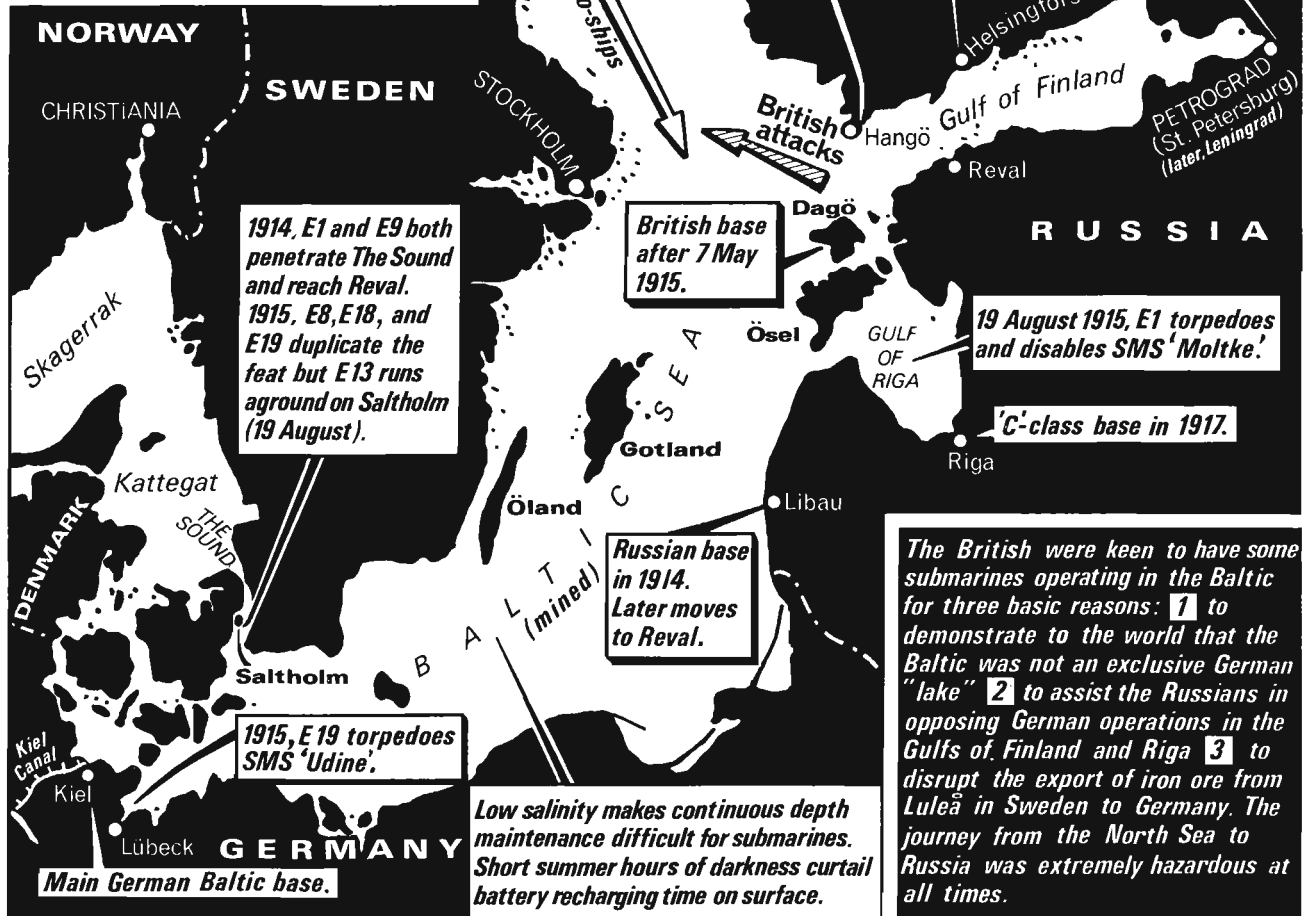 NORWAY
SWEDEN
CHRISTiANIA
STOCKHOLM
British
attacks
Hangö
Gulf of Finland
PETROGRAD
(St. Petersburg)
(later, Leningrad)
Reval
RUSSIA
Dagö
British base
after 7 May
1915.
1914, E1 and E9 both
penetrate The Sound
and reach Reval.
1915, E8, E18, and
E19 duplicate the
feat but E13 runs
aground on Saltholm
(19 August).
Skagerrak
Ösel
GULF
OF
RIGA
19 August 1915, E1 torpedoes
and disables SMS 'Moltke.'
'C'-class base in 1917.
Riga
Kattegat
THE
SOUND
DENMARK
Gotland
Öland
Libau
BALTIC SEA
(mined)
Russian base
in 1914.
Later moves
to Reval.
Saltholm
1915, E19 torpedoes
SMS 'Udine'.
Kiel
Canal
Kiel
Lübeck
GERMANY
Main German Baltic base.
Low salinity makes continuous depth
maintenance difficult for submarines.
Short summer hours of darkness curtail
battery recharging time on surface.
The British were keen to have some
submarines operating in the Baltic
for three basic reasons: 1 to
demonstrate to the world that the
Baltic was not an exclusive German
"lake" 2 to assist the Russians in
opposing German operations in the
Gulfs of Finland and Riga 3 to
disrupt the export of iron ore from
Luleå in Sweden to Germany. The
journey from the North Sea to
Russia was extremely hazardous at
all times.